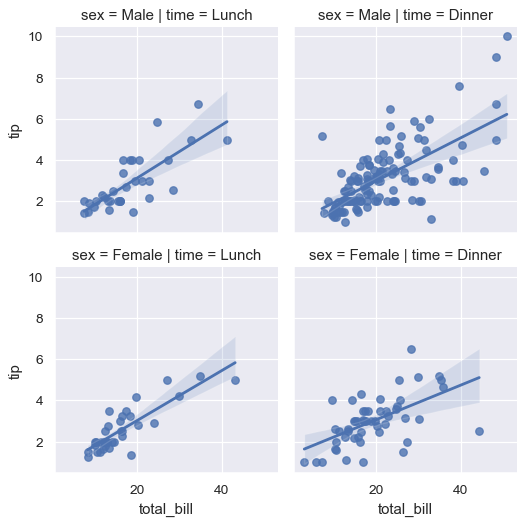 sex = Male | time = Lunch
sex = Male | time = Dinner
10
8
6
4
2
tip
sex = Female | time = Lunch
sex = Female | time = Dinner
10
8
6
4
2
tip
20
40
20
40
total_bill
total_bill